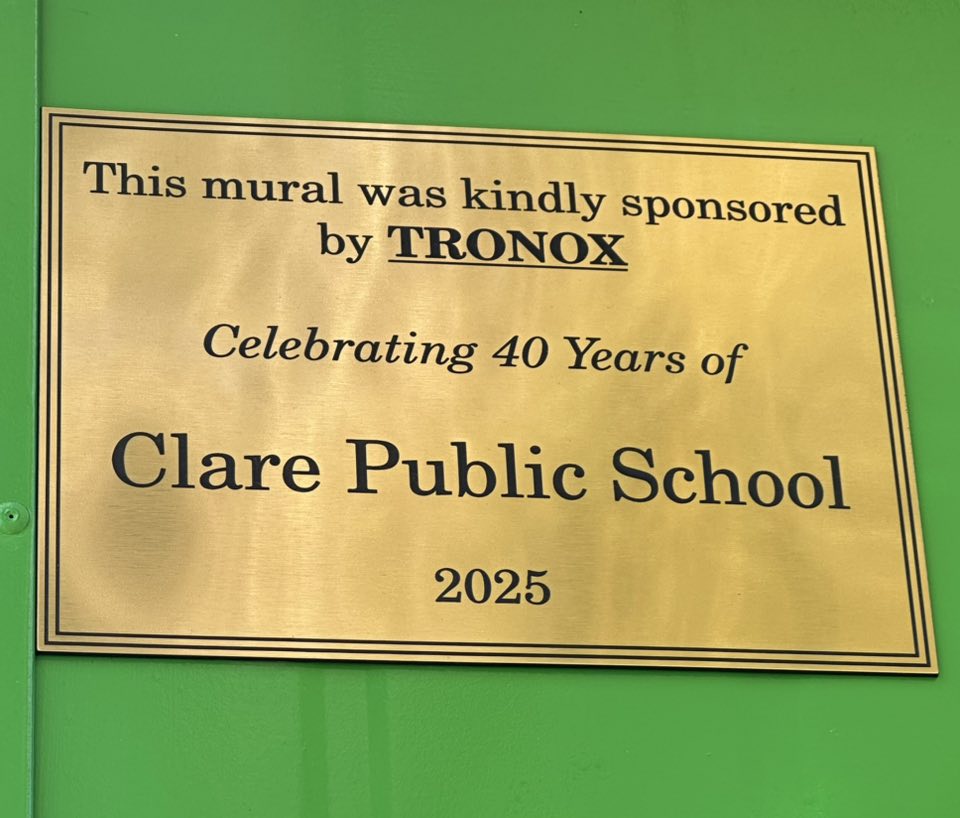 This mural was kindly sponsored
by TRONOX
Celebrating 40 Years of
Clare Public School
2025